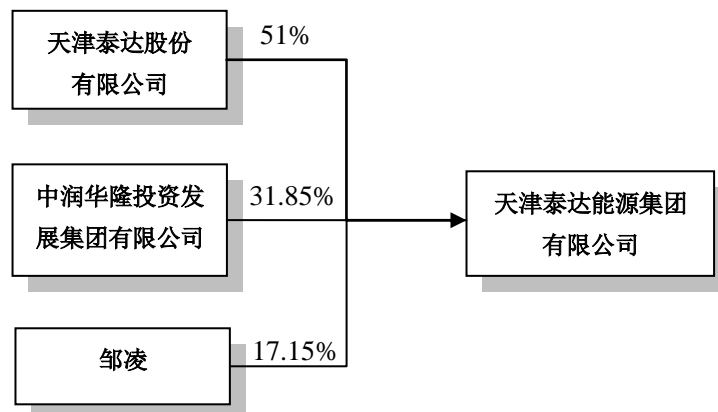 天津泰达股份
有限公司
51%
中润华隆投资发
展集团有限公司
31.85%
天津泰达能源集团
有限公司
邹凌
17.15%